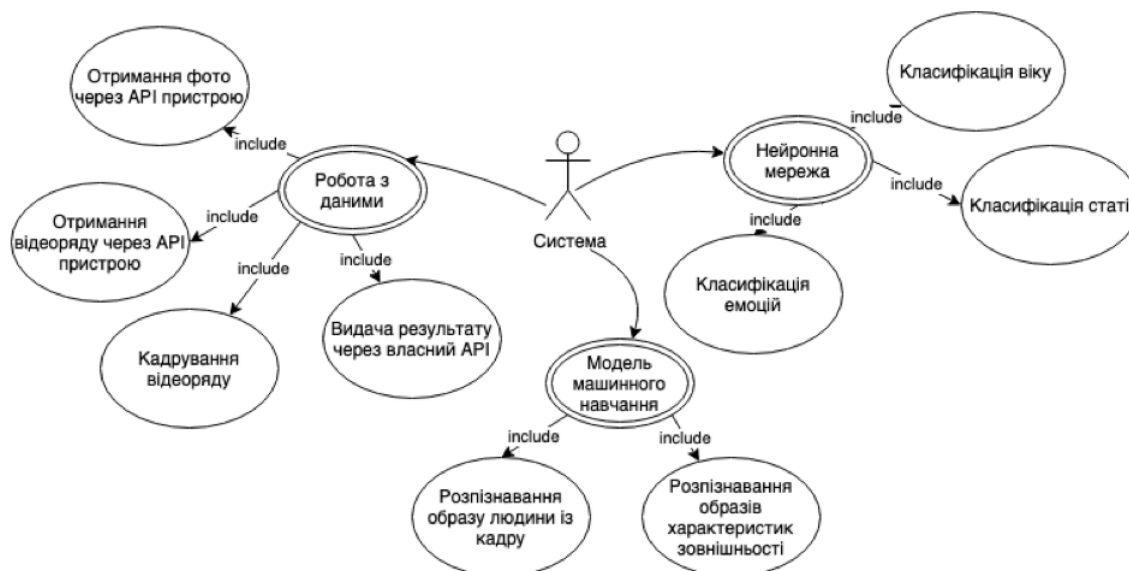 Отримання фото
через API пристрою
include
Робота з
даними
include
Отримання
відеоряду через API
пристрою
include
Кадрування
відеоряду
include
Видача результату
через власний API
Система
Нейронна
мережа
include
Класифікація віку
include
Класифікація статі
include
Класифікація
емоцій
Модель
машинного
навчання
include
Розпізнавання
образу людини із
кадру
include
Розпізнавання
образів
характеристик
зовнішньості